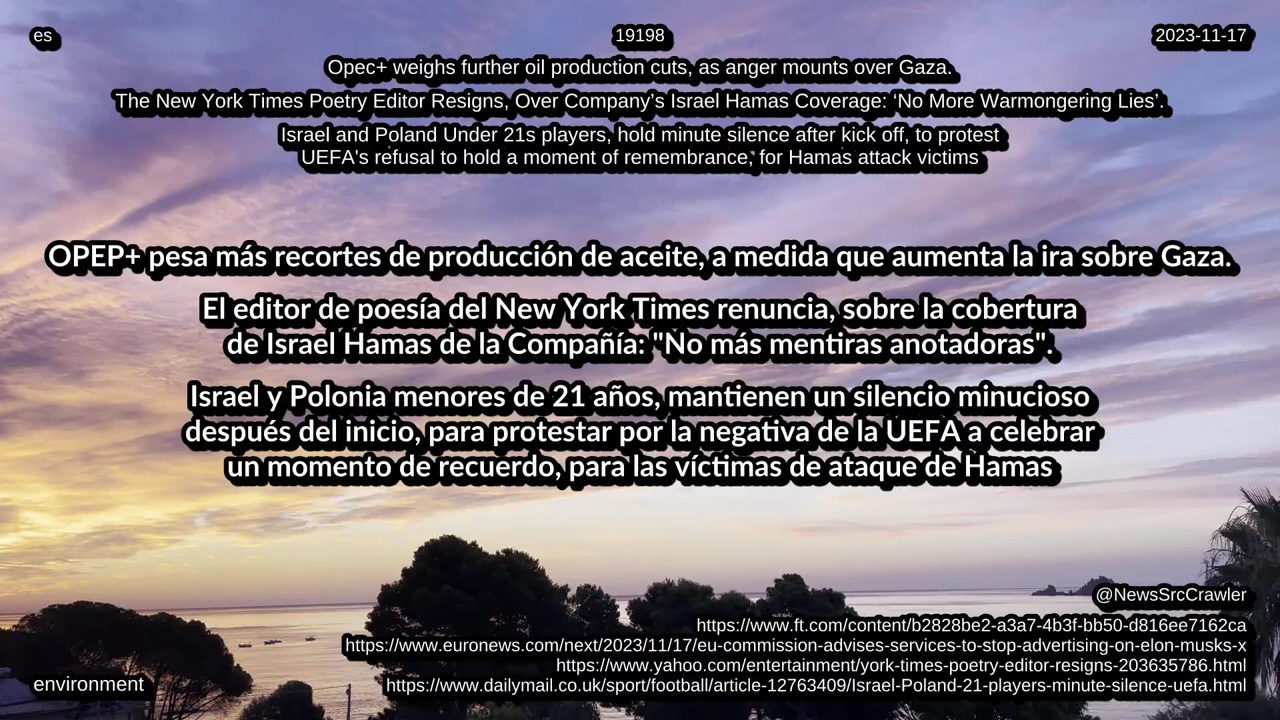 es
19198
2023-11-17
Opec+ weighs further oil production cuts, as anger mounts over Gaza.
The New York Times Poetry Editor Resigns, Over Company's Israel Hamas Coverage: ‘No More Warmongering Lies’.
Israel and Poland Under 21s players, hold minute silence after kick off, to protest
UEFA's refusal to hold a moment of remembrance, for Hamas attack victims
OPEP+ pesa más recortes de producción de aceite, a medida que aumenta la ira sobre Gaza.
El editor de poesía del New York Times renuncia, sobre la cobertura
de Israel Hamas de la Compañía: "No más mentiras anotadoras".
Israel y Polonia menores de 21 años, mantienen un silencio minucioso
después del inicio, para protestar por la negativa de la UEFA a celebrar
un momento de recuerdo, para las víctimas de ataque de Hamas
@NewsSrcCrawler
https://www.ft.com/content/b2828be2-a3a7-4b3f-bb50-d816ee7162ca
https://www.euronews.com/next/2023/11/17/eu-commission-advises-services-to-stop-advertising-on-elon-musks-x
https://www.yahoo.com/entertainment/york-times-poetry-editor-resigns-203635786.html
https://www.dailymail.co.uk/sport/football/article-12763409/Israel-Poland-21-players-minute-silence-uefa.html
environment